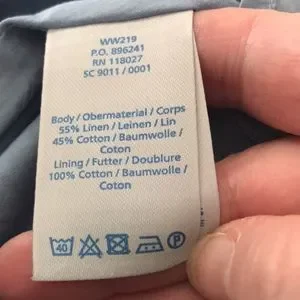 WW219
P.O. 896241
RN 118027
SC 9011 / 0001
Body / Obermaterial / Corps
55% Linen / Leinen / Lin
45% Cotton / Baumwolle /
Coton
Lining / Futter / Doublure
100% Cotton / Baumwolle /
Coton
40
P